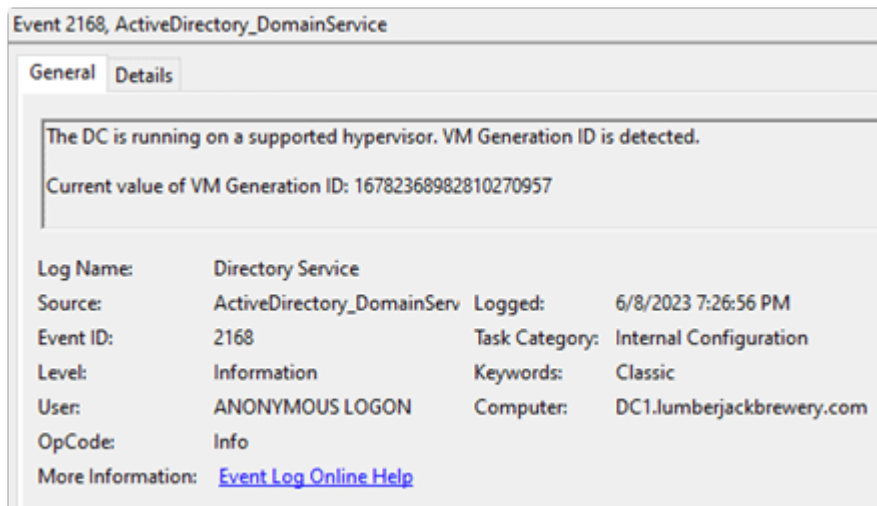 Event 2168, ActiveDirectory_DomainService
General Details
The DC is running on a supported hypervisor. VM Generation ID is detected.
Current value of VM Generation ID: 16782368982810270957
Log Name: Directory Service
Source: ActiveDirectory_DomainServ Logged: 6/8/2023 7:26:56 PM
Event ID: 2168 Task Category: Internal Configuration
Level: Information Keywords: Classic
User: ANONYMOUS LOGON Computer: DC1.lumberjackbrewery.com
OpCode: Info
More Information: Event Log Online Help